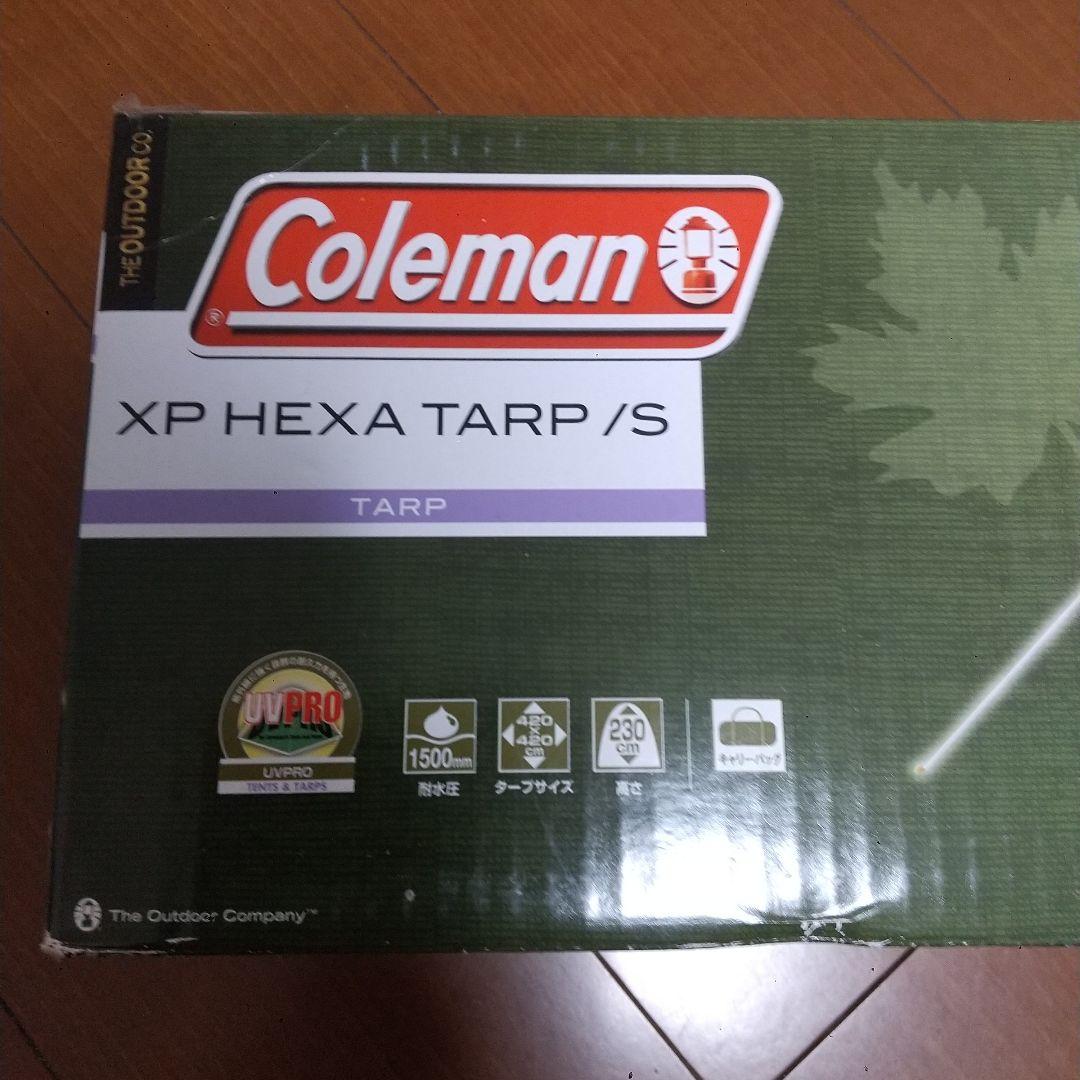 THE OUTDOOR CO.
Coleman
®
XP HEXA TARP /S
TARP
UVPRO
UVPRO
TENTS & TARPS
1500mm
耐水圧
420
×
420
cm
タープサイズ
230
cm
高さ
キャリーバッグ
The Outdoor Company™